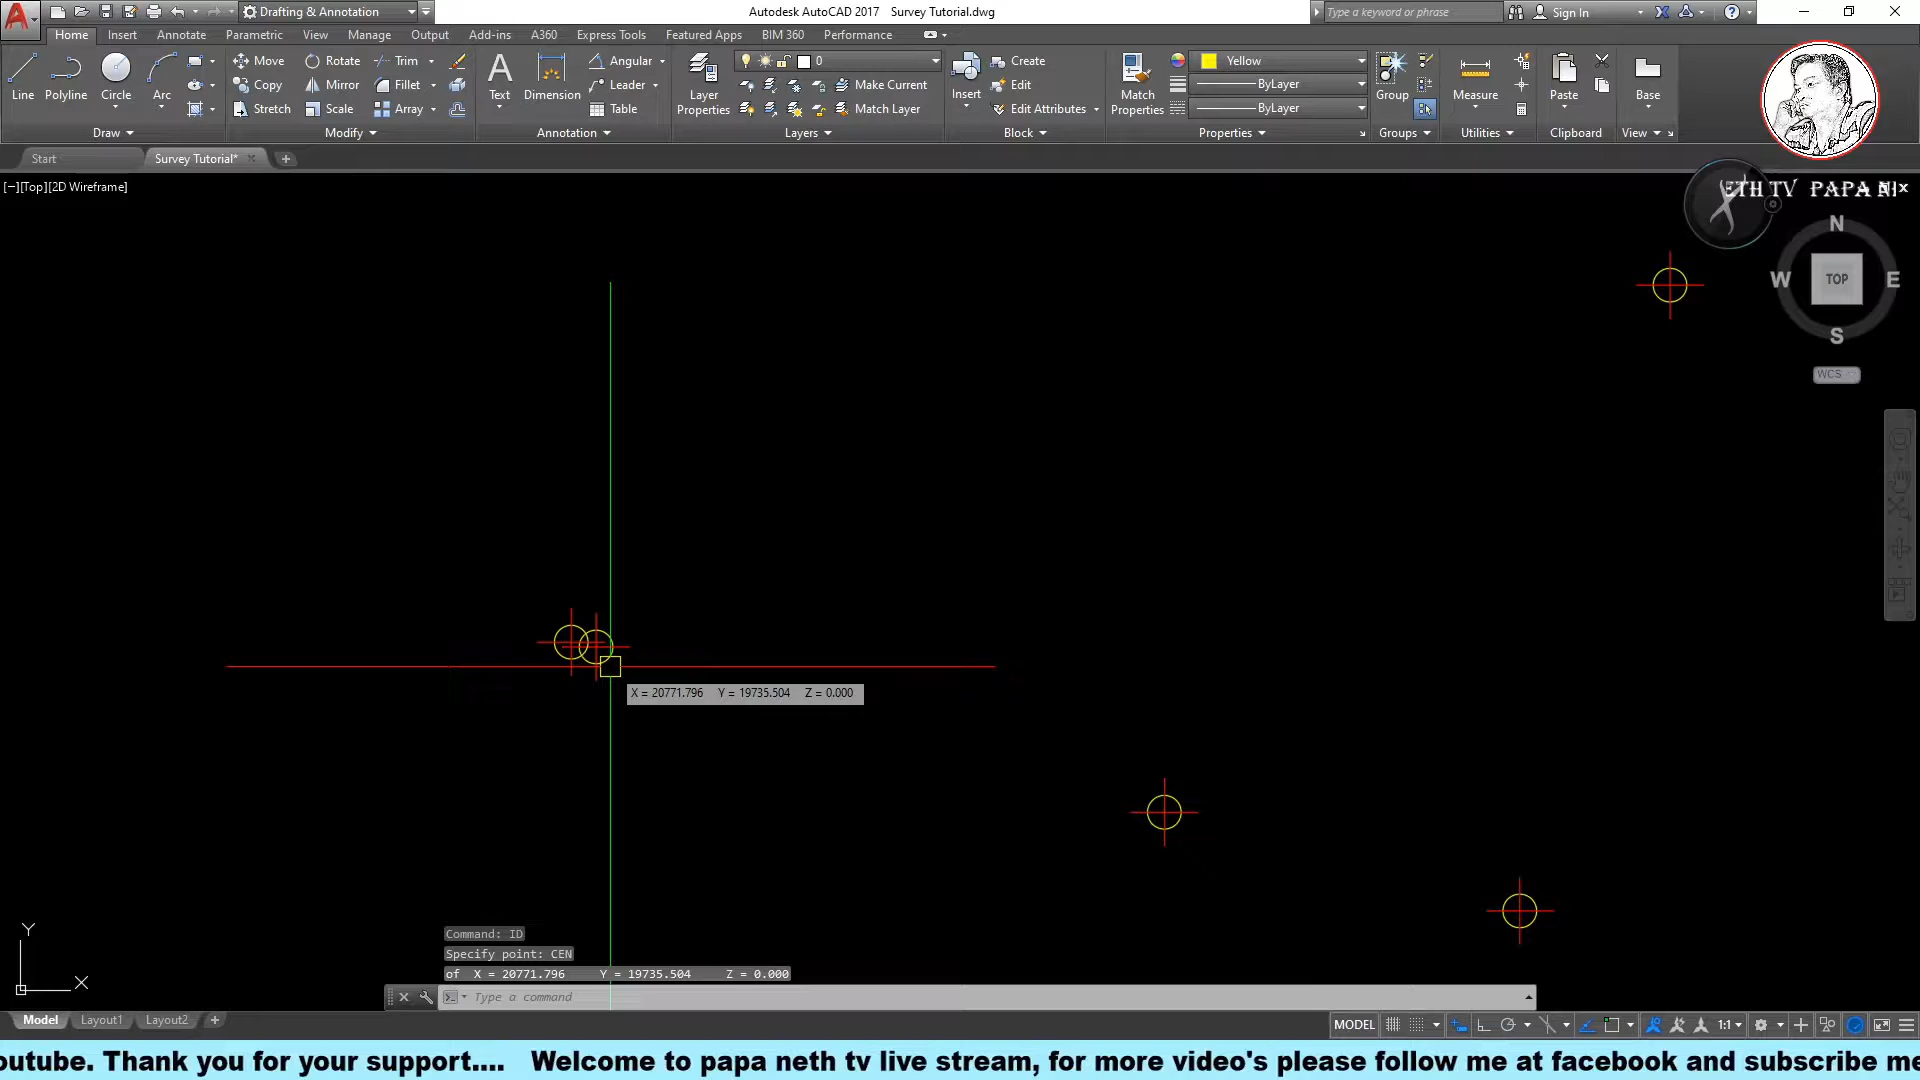 Drafting & Annotation
Autodesk AutoCAD 2017 Survey Tutorial.dwg
Type a keyword or phrase
Sign In
Home Insert Annotate Parametric View Manage Output Add-ins A360 Express Tools Featured Apps BIM 360 Performance
Line Polyline Circle Arc
Draw
Move Rotate Trim
Copy Mirror Fillet
Stretch Scale Array
Modify
Text Dimension
Angular
Leader
Table
Annotation
Layer Properties
0
Make Current
Match Layer
Layers
Insert
Create
Edit
Edit Attributes
Block
Match Properties
Yellow
ByLayer
ByLayer
Properties
Group
Groups
Measure
Utilities
Paste
Clipboard
Base
View
Start Survey Tutorial*
[−][Top][2D Wireframe]
ETH TV PAPA
N
W TOP E
S
WCS
X = 20771.796 Y = 19735.504 Z = 0.000
Y
X
Command: ID
Specify point: CEN
of X = 20771.796 Y = 19735.504 Z = 0.000
Type a command
Model Layout1 Layout2
MODEL 1:1
outube. Thank you for your support.... Welcome to papa neth tv live stream, for more video's please follow me at facebook and subscribe me